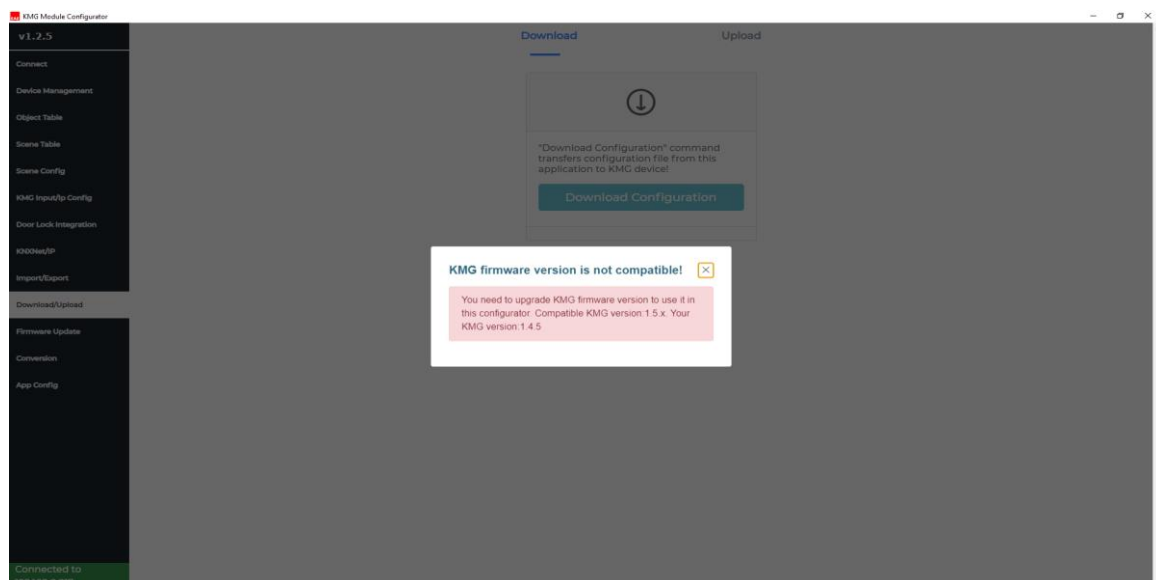 KMG Module Configurator
v1.2.5
Connect
Device Management
Object Table
Scene Table
Scene Config
KMG Input/Ip Config
Door Lock Integration
KNXNet/IP
Import/Export
Download/Upload
Firmware Update
Conversion
App Config
Connected to
Download
Upload
"Download Configuration" command
transfers configuration file from this
application to KMG device!
Download Configuration
KMG firmware version is not compatible!
You need to upgrade KMG firmware version to use it in
this configurator. Compatible KMG version:1.5.x. Your
KMG version:1.4.5